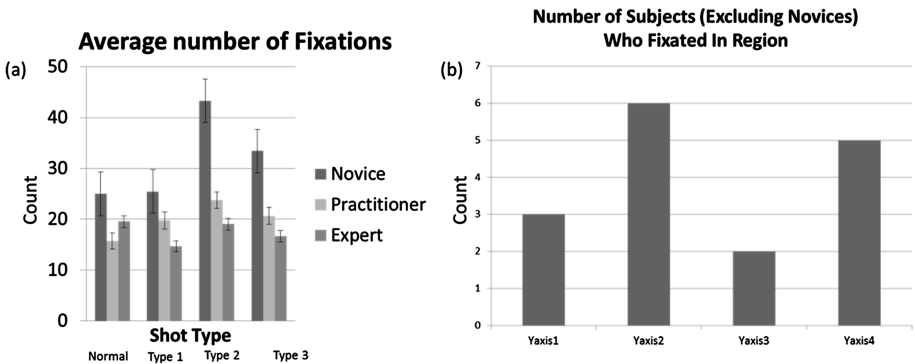 (a)
Average number of Fixations
50
40
30
20
10
0
Count
Shot Type
Normal Type 1 Type 2 Type 3
Novice
Practitioner
Expert
(b)
Number of Subjects (Excluding Novices)
Who Fixated In Region
7
6
5
4
3
2
1
0
Count
Yaxis1 Yaxis2 Yaxis3 Yaxis4